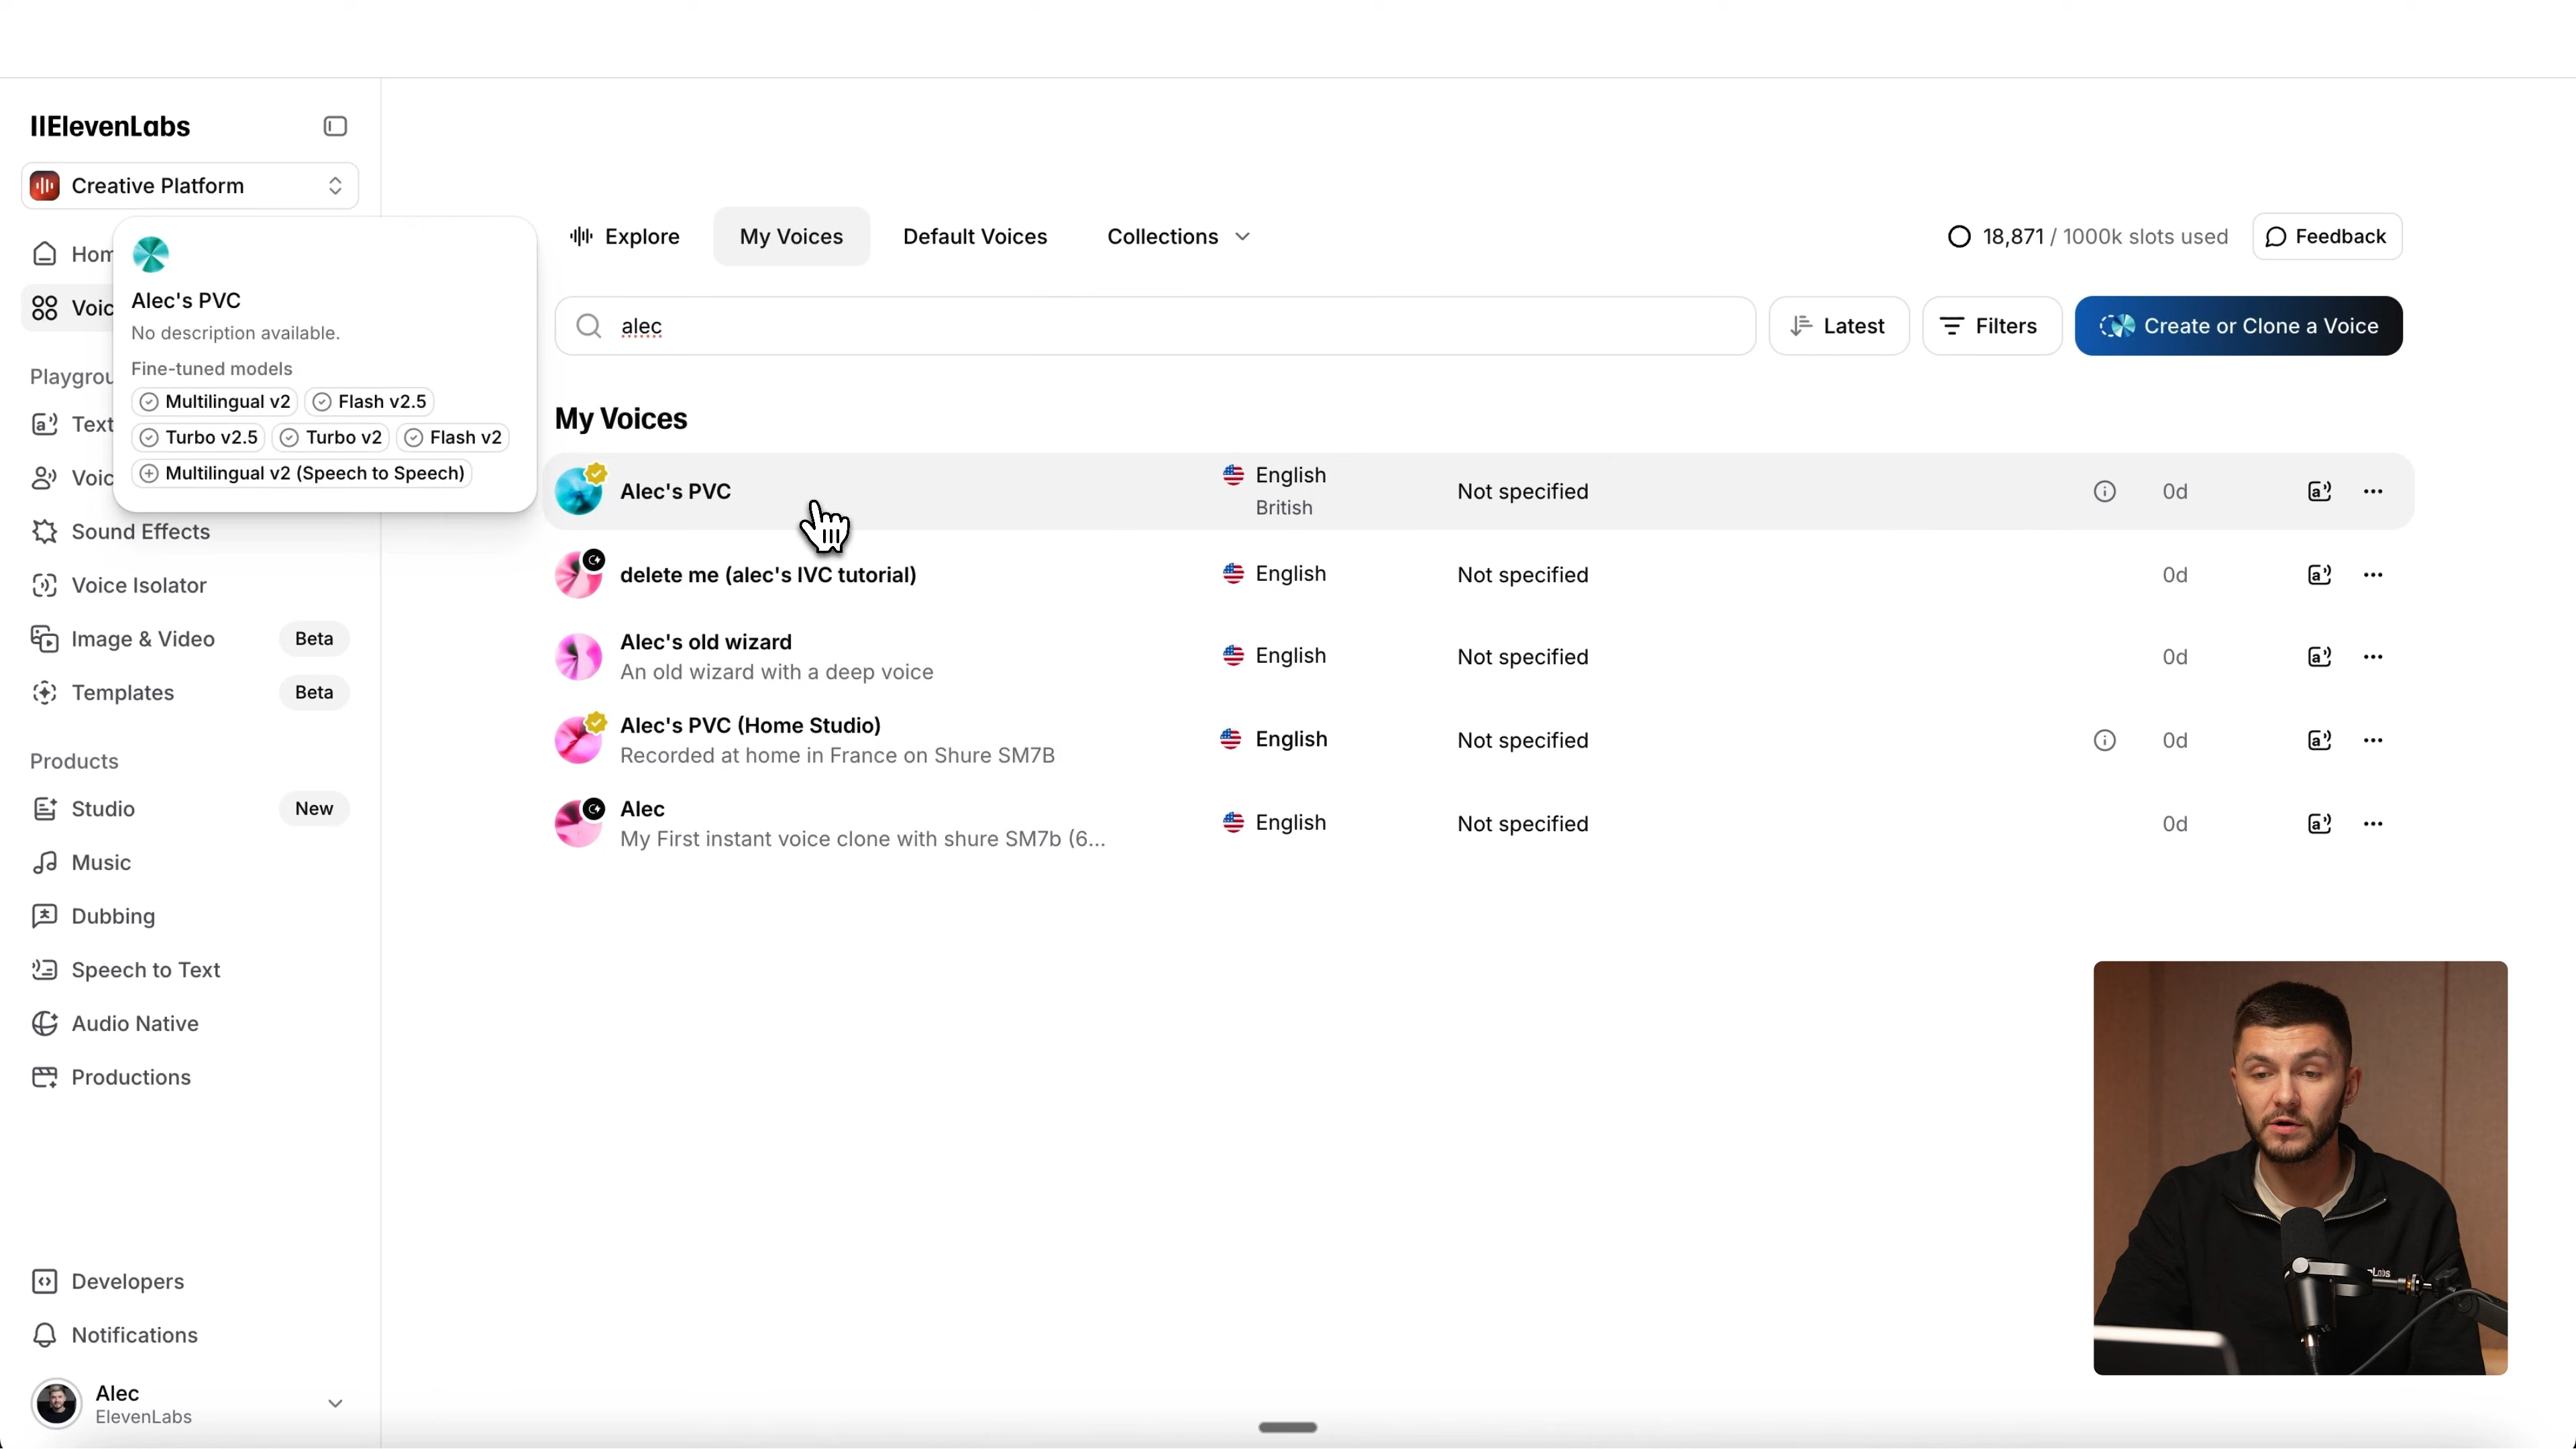 IIElevenLabs
Creative Platform
Hom
Voic
Playgrou
Text
Voic
Sound Effects
Voice Isolator
Image & Video Beta
Templates Beta
Products
Studio New
Music
Dubbing
Speech to Text
Audio Native
Productions
Developers
Notifications
Alec
ElevenLabs
Alec's PVC
No description available.
Fine-tuned models
Multilingual v2 Flash v2.5
Turbo v2.5 Turbo v2 Flash v2
Multilingual v2 (Speech to Speech)
Explore My Voices Default Voices Collections 18,871 / 1000k slots used Feedback
alec Latest Filters Create or Clone a Voice
My Voices
Alec's PVC English Not specified 0d
British
delete me (alec's IVC tutorial) English Not specified 0d
Alec's old wizard English Not specified 0d
An old wizard with a deep voice
Alec's PVC (Home Studio) English Not specified 0d
Recorded at home in France on Shure SM7B
Alec English Not specified 0d
My First instant voice clone with shure SM7b (6...